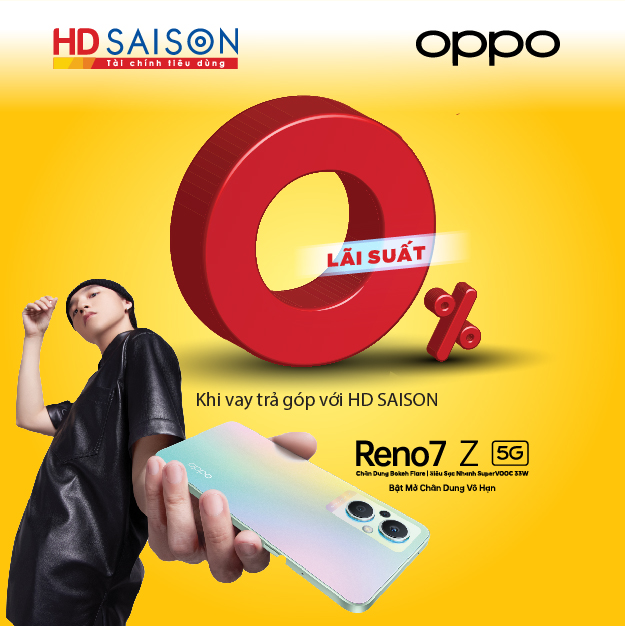 HD SAISON
Tài chính tiêu dùng
oppo
0%
LÃI SUẤT
Khi vay trả góp với HD SAISON
Reno7 Z 5G
Chân Dung Bokeh Flare | Siêu Sạc Nhanh SuperVOOC 33W
Bật Mở Chân Dung Vô Hạn
oppo